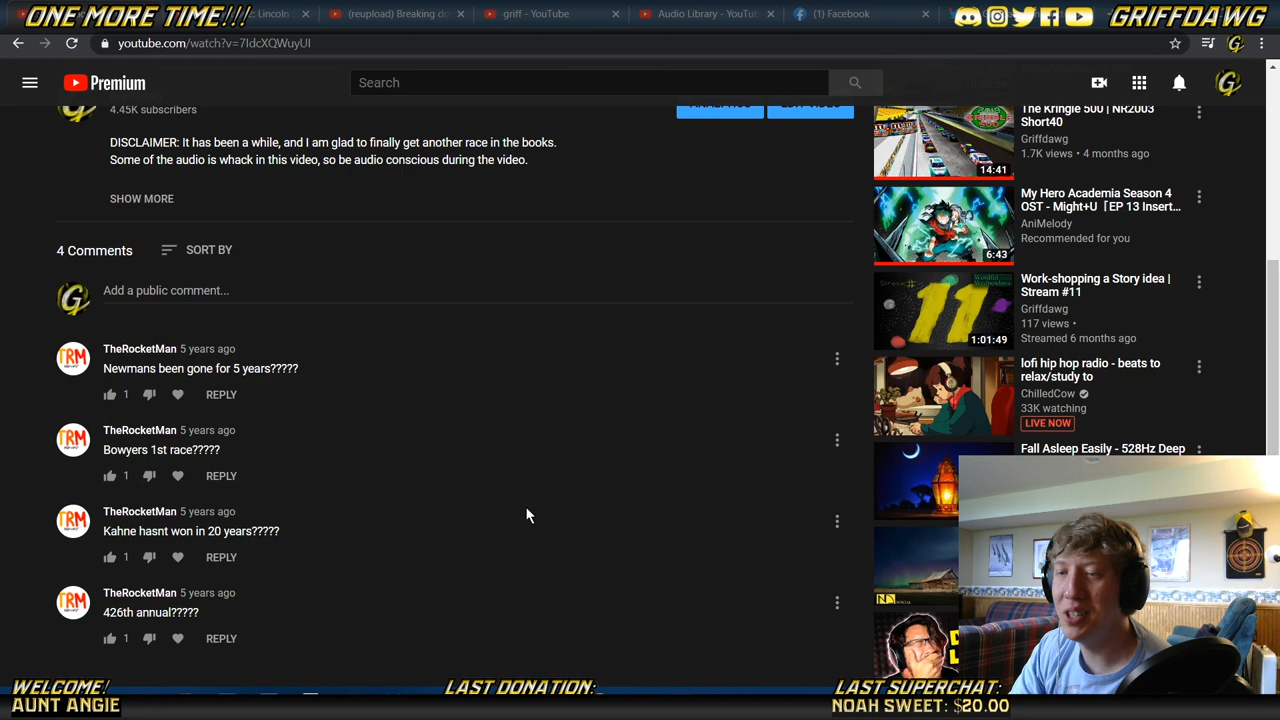 ONE MORE TIME!!!
GRIFFDAWG
Lincoln
(reupload) Breaking do
griff - YouTube
Audio Library - YouTub
(1) Facebook
youtube.com/watch?v=7IdcXQWuyUI
Premium
Search
4.45K subscribers
DISCLAIMER: It has been a while, and I am glad to finally get another race in the books.
Some of the audio is whack in this video, so be audio conscious during the video.
SHOW MORE
4 Comments
SORT BY
Add a public comment...
TheRocketMan 5 years ago
Newmans been gone for 5 years?????
1
REPLY
TheRocketMan 5 years ago
Bowyers 1st race?????
1
REPLY
TheRocketMan 5 years ago
Kahne hasnt won in 20 years?????
1
REPLY
TheRocketMan 5 years ago
426th annual?????
1
REPLY
The Kringle 500 | NR2003
Short40
Griffdawg
1.7K views • 4 months ago
14:41
My Hero Academia Season 4
OST - Might+U「EP 13 Insert...
AniMelody
Recommended for you
6:43
Work-shopping a Story idea |
Stream #11
Griffdawg
117 views •
Streamed 6 months ago
1:01:49
lofi hip hop radio - beats to
relax/study to
ChilledCow
33K watching
LIVE NOW
Fall Asleep Easily - 528Hz Deep
WELCOME!
AUNT ANGIE
LAST DONATION:
LAST SUPERCHAT:
NOAH SWEET: $20.00